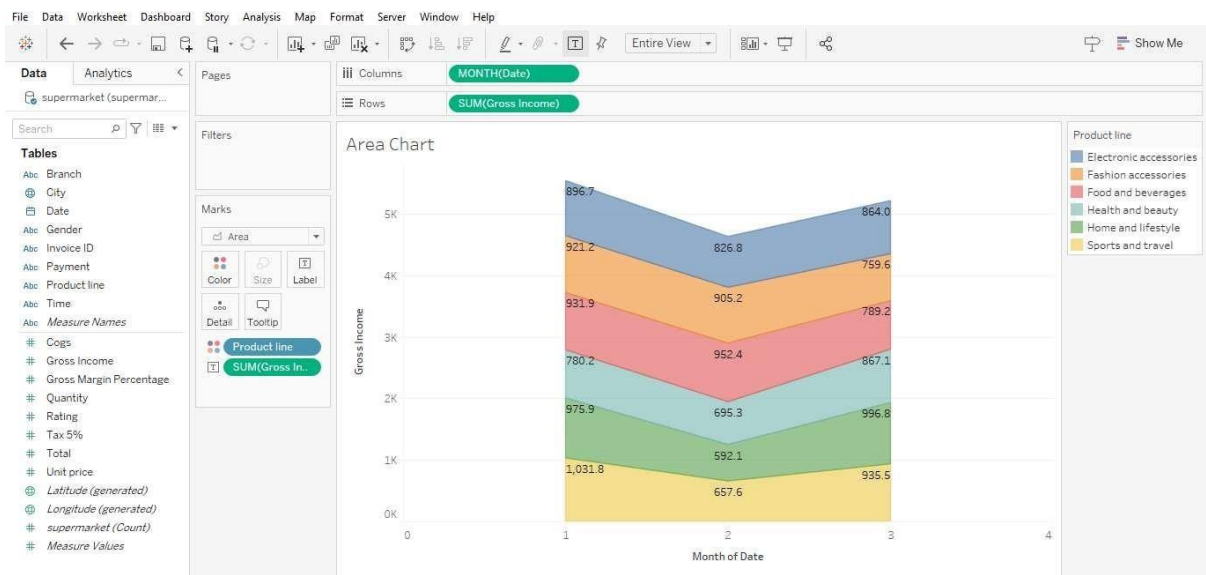 File Data Worksheet Dashboard Story Analysis Map Format Server Window Help
Entire View
Show Me
Data Analytics
supermarket (supermar...
Search
Tables
Abc Branch
City
Date
Abc Gender
Abc Invoice ID
Abc Payment
Abc Product line
Abc Time
Abc Measure Names
# Cogs
# Gross Income
# Gross Margin Percentage
# Quantity
# Rating
# Tax 5%
# Total
# Unit price
Latitude (generated)
Longitude (generated)
# supermarket (Count)
# Measure Values
Pages
Filters
Marks
Area
Color Size Label
Detail Tooltip
Product line
SUM(Gross In..
Columns MONTH(Date)
Rows SUM(Gross Income)
Area Chart
Gross Income
5K
4K
3K
2K
1K
0K
896.7 826.8 864.0
921.2 905.2 759.6
931.9 952.4 789.2
780.2 695.3 867.1
975.9 592.1 996.8
1,031.8 657.6 935.5
0 1 2 3 4
Month of Date
Product line
Electronic accessories
Fashion accessories
Food and beverages
Health and beauty
Home and lifestyle
Sports and travel